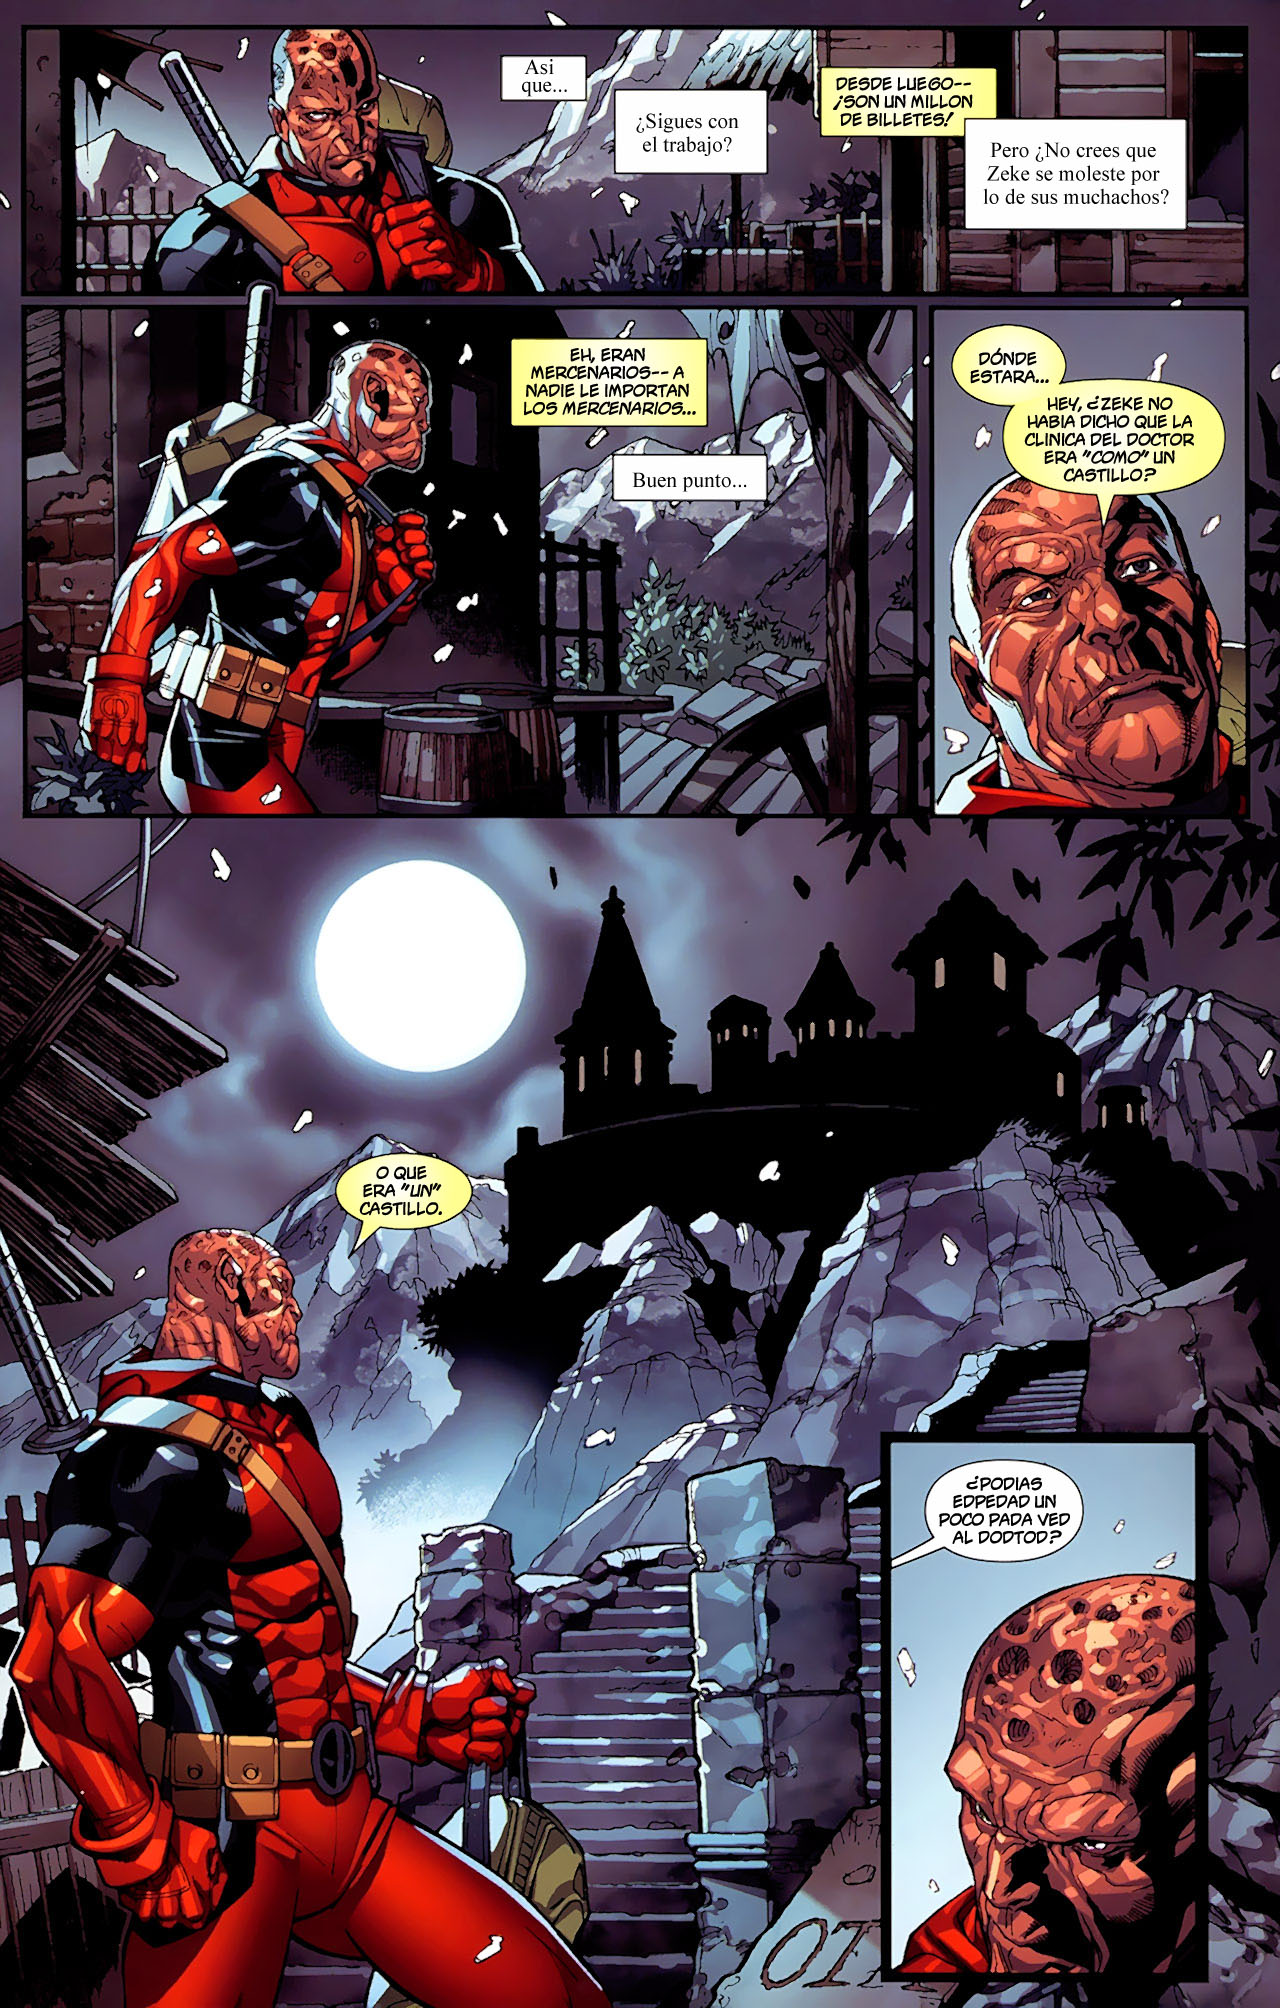 Asi
que...
¿Sigues con
el trabajo?
DESDE LUEGO--
¡SON UN MILLON
DE BILLETES!
Pero ¿No crees que
Zeke se moleste por
lo de sus muchachos?
EH, ERAN
MERCENARIOS-- A
NADIE LE IMPORTAN
LOS MERCENARIOS...
Buen punto...
DÓNDE
ESTARA...
HEY, ¿ZEKE NO
HABIA DICHO QUE LA
CLINICA DEL DOCTOR
ERA "COMO" UN
CASTILLO?
O QUE
ERA "UN"
CASTILLO.
¿PODIAS
EDPEDAD UN
POCO PADA VED
AL DODTOD?